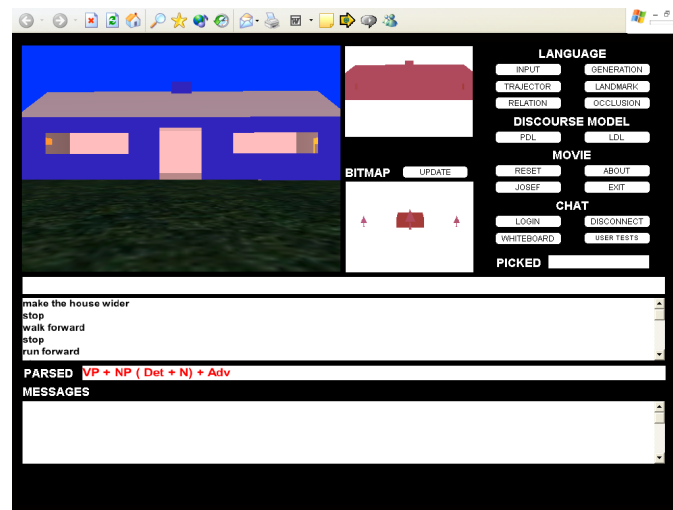 LANGUAGE
INPUT GENERATION
TRAJECTOR LANDMARK
RELATION OCCLUSION
DISCOURSE MODEL
PDL LDL
MOVIE
BITMAP UPDATE RESET ABOUT
JOSEF EXIT
CHAT
LOGIN DISCONNECT
WHITEBOARD USER TESTS
PICKED
make the house wider
stop
walk forward
stop
run forward
PARSED VP + NP ( Det + N) + Adv
MESSAGES